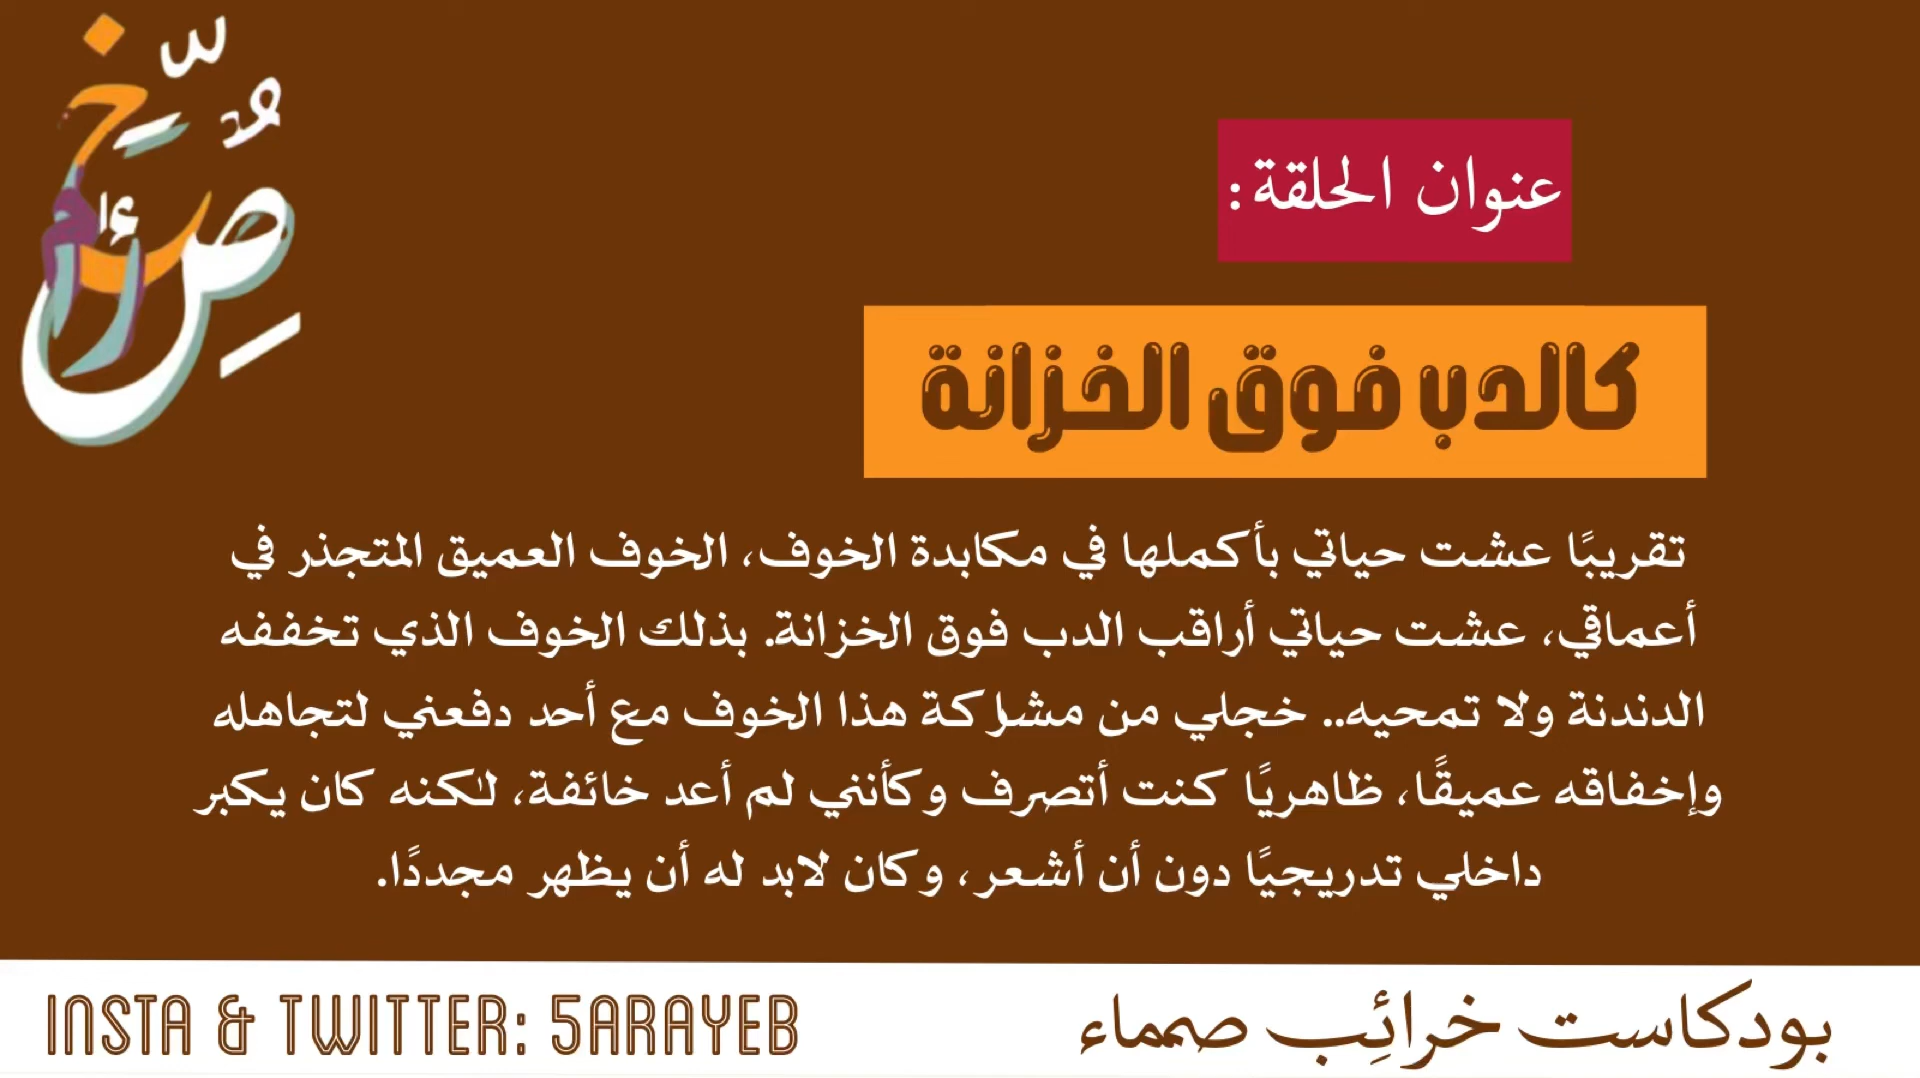 عنوان الحلقة:
كالدب فوق الخزانة
تقريبًا عشت حياتي بأكملها في مكابدة الخوف، الخوف العميق المتجذر في
أعماقي، عشت حياتي أراقب الدب فوق الخزانة. بذلك الخوف الذي تخففه
الدندنة ولا تمحيه.. خجلي من مشاركة هذا الخوف مع أحد دفعني لتجاهله
وإخفاقه عميقًا، ظاهريًا كنت أتصرف وكأنني لم أعد خائفة، لكنه كان يكبر
داخلي تدريجيًا دون أن أشعر، وكان لابد له أن يظهر مجددًا.
بودكاست خرائِب صمماء
INSTA & TWITTER: 5ARAYEB